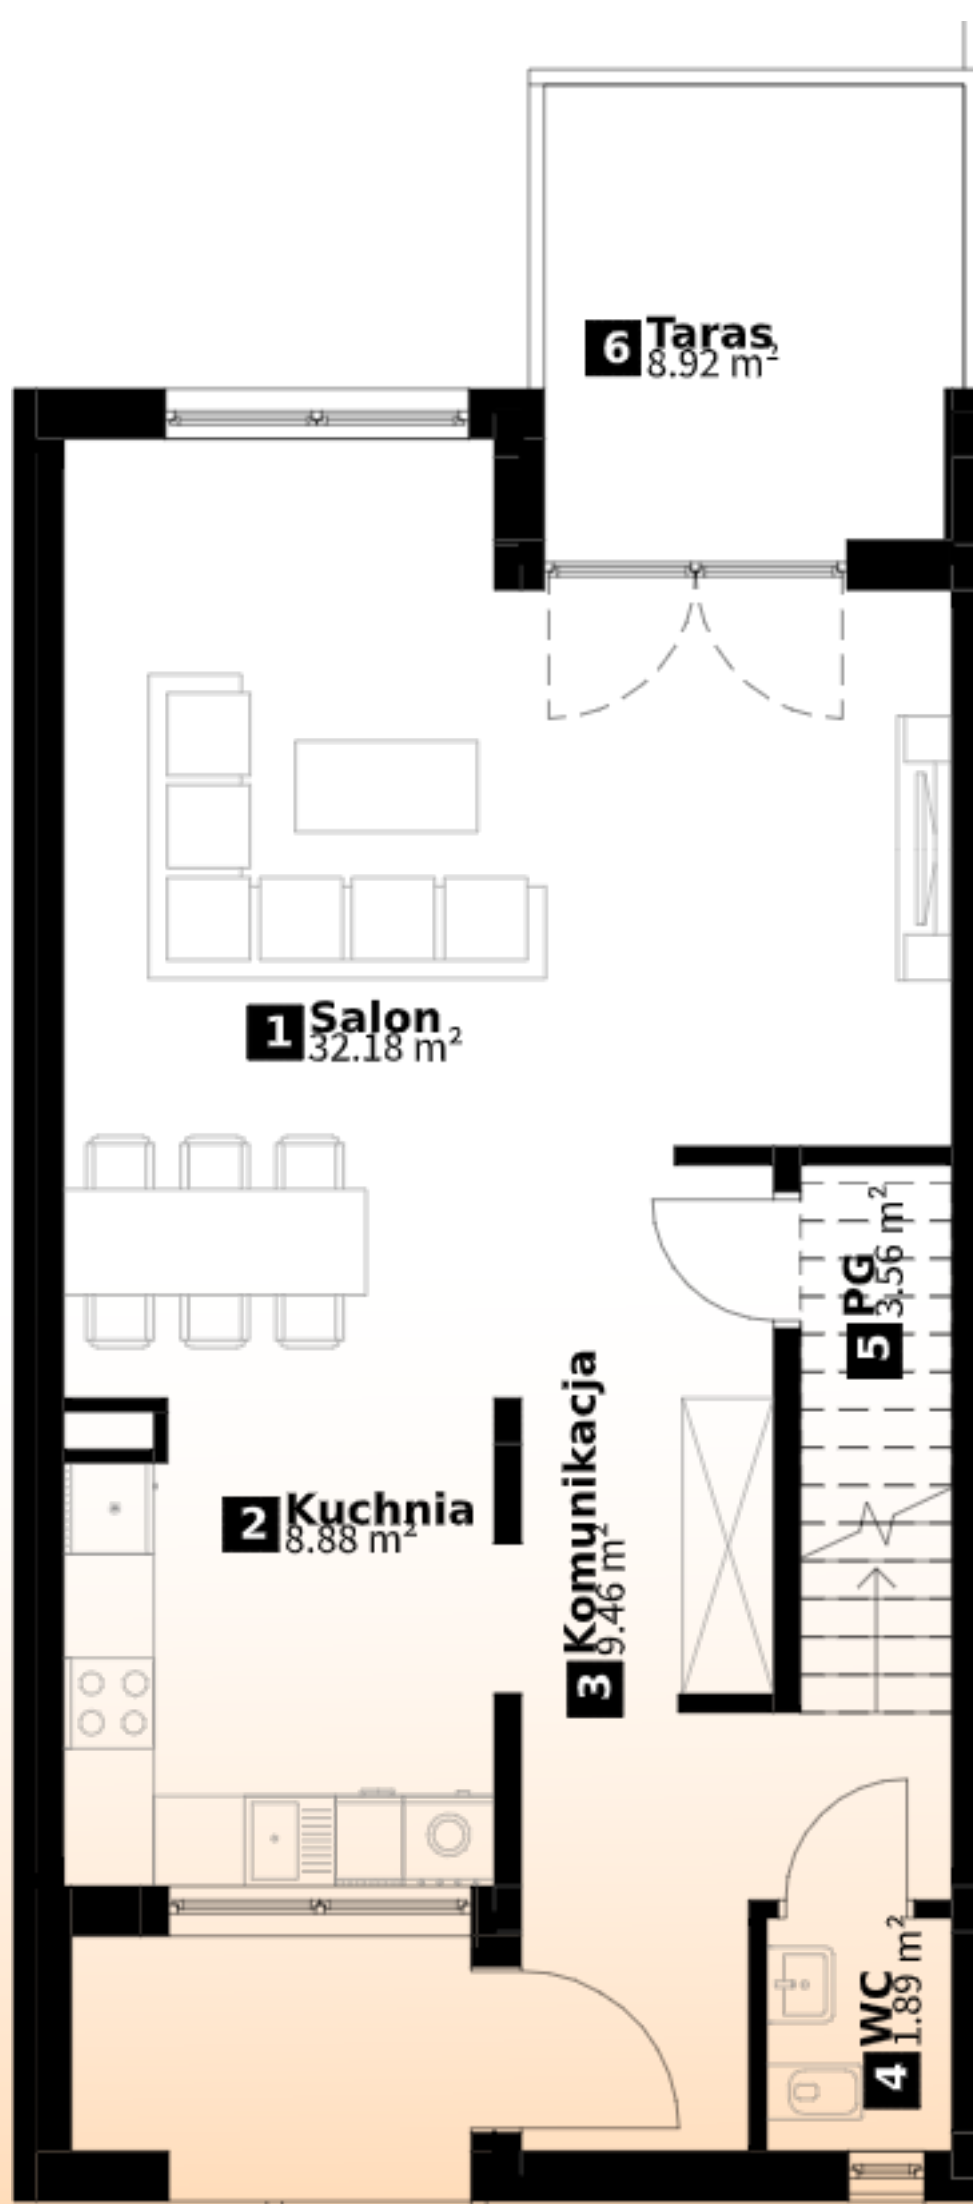 6 Taras
8.92 m²
1 Salon
32.18 m²
5 PG
3.56 m²
3 Komunikacja
9.46 m²
2 Kuchnia
8.88 m²
4 WC
1.89 m²